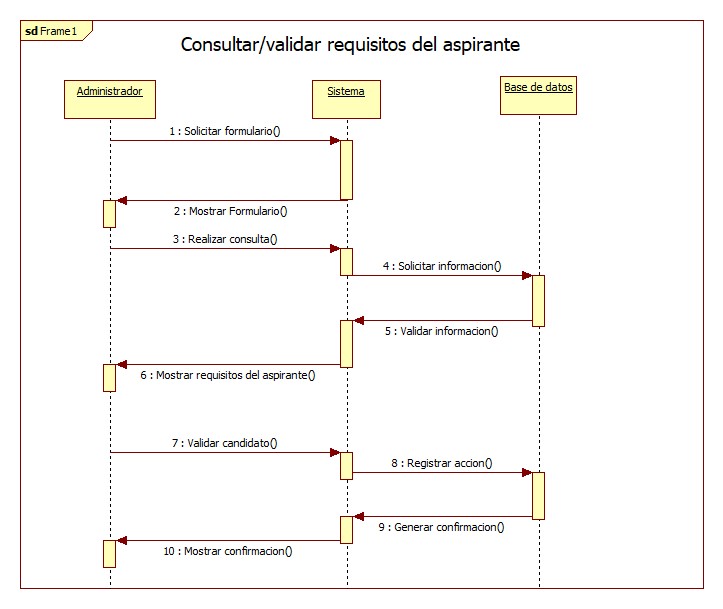 sd Frame1
Consultar/validar requisitos del aspirante
Administrador
Sistema
Base de datos
1 : Solicitar formulario()
2 : Mostrar Formulario()
3 : Realizar consulta()
4 : Solicitar informacion()
5 : Validar informacion()
6 : Mostrar requisitos del aspirante()
7 : Validar candidato()
8 : Registrar accion()
9 : Generar confirmacion()
10 : Mostrar confirmacion()